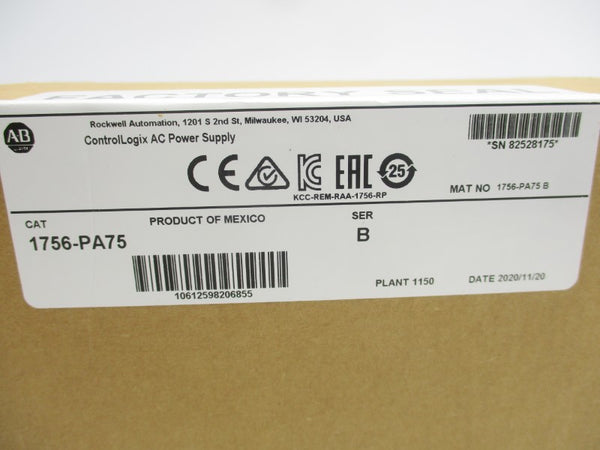 FACTORY SEAL
AB
Rockwell Automation, 1201 S 2nd St, Milwaukee, WI 53204, USA
ControlLogix AC Power Supply
*SN 82528175*
CE EAC 25
KCC-REM-RAA-1756-RP
MAT NO 1756-PA75 B
CAT
1756-PA75
PRODUCT OF MEXICO
SER
B
10612598206855
PLANT 1150
DATE 2020/11/20